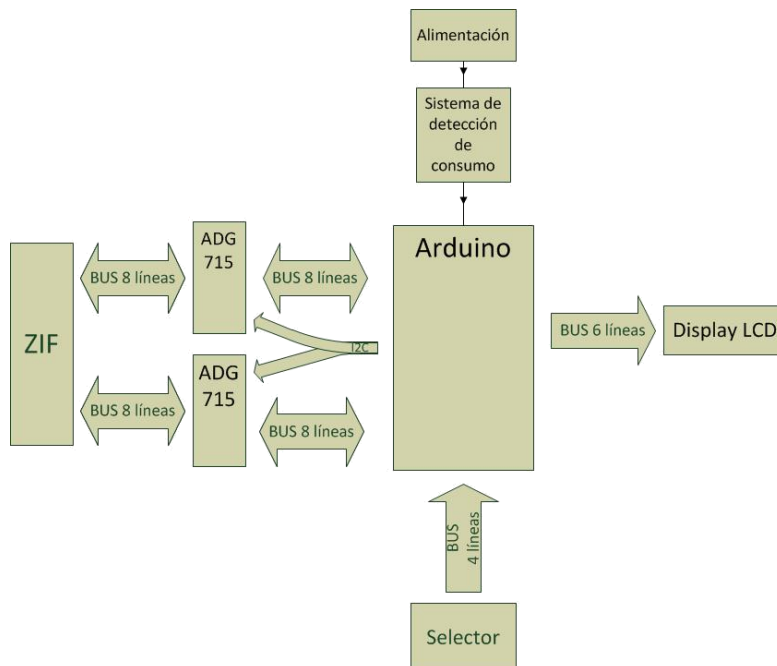 Alimentación
Sistema de
detección
de
consumo
Arduino
ADG
715
BUS 8 líneas
BUS 8 líneas
ZIF
I2C
BUS 6 líneas
Display LCD
ADG
715
BUS 8 líneas
BUS 8 líneas
BUS
4 líneas
Selector